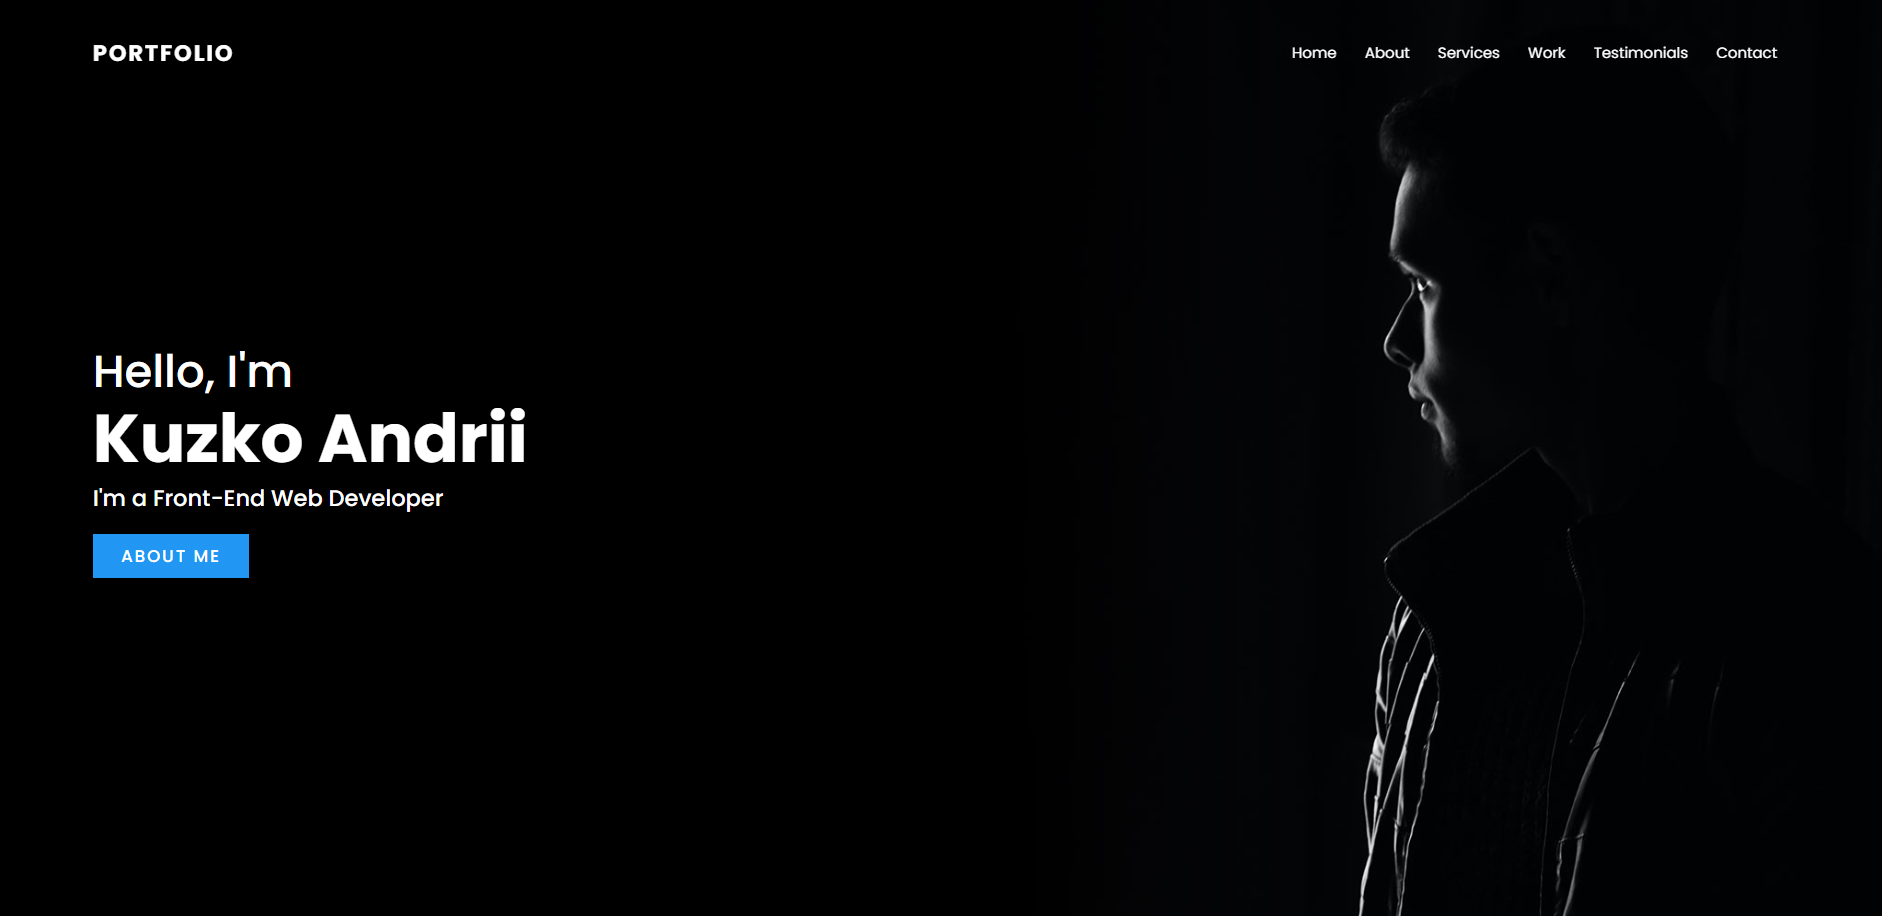 PORTFOLIO
Home About Services Work Testimonials Contact
Hello, I'm
Kuzko Andrii
I'm a Front-End Web Developer
ABOUT ME